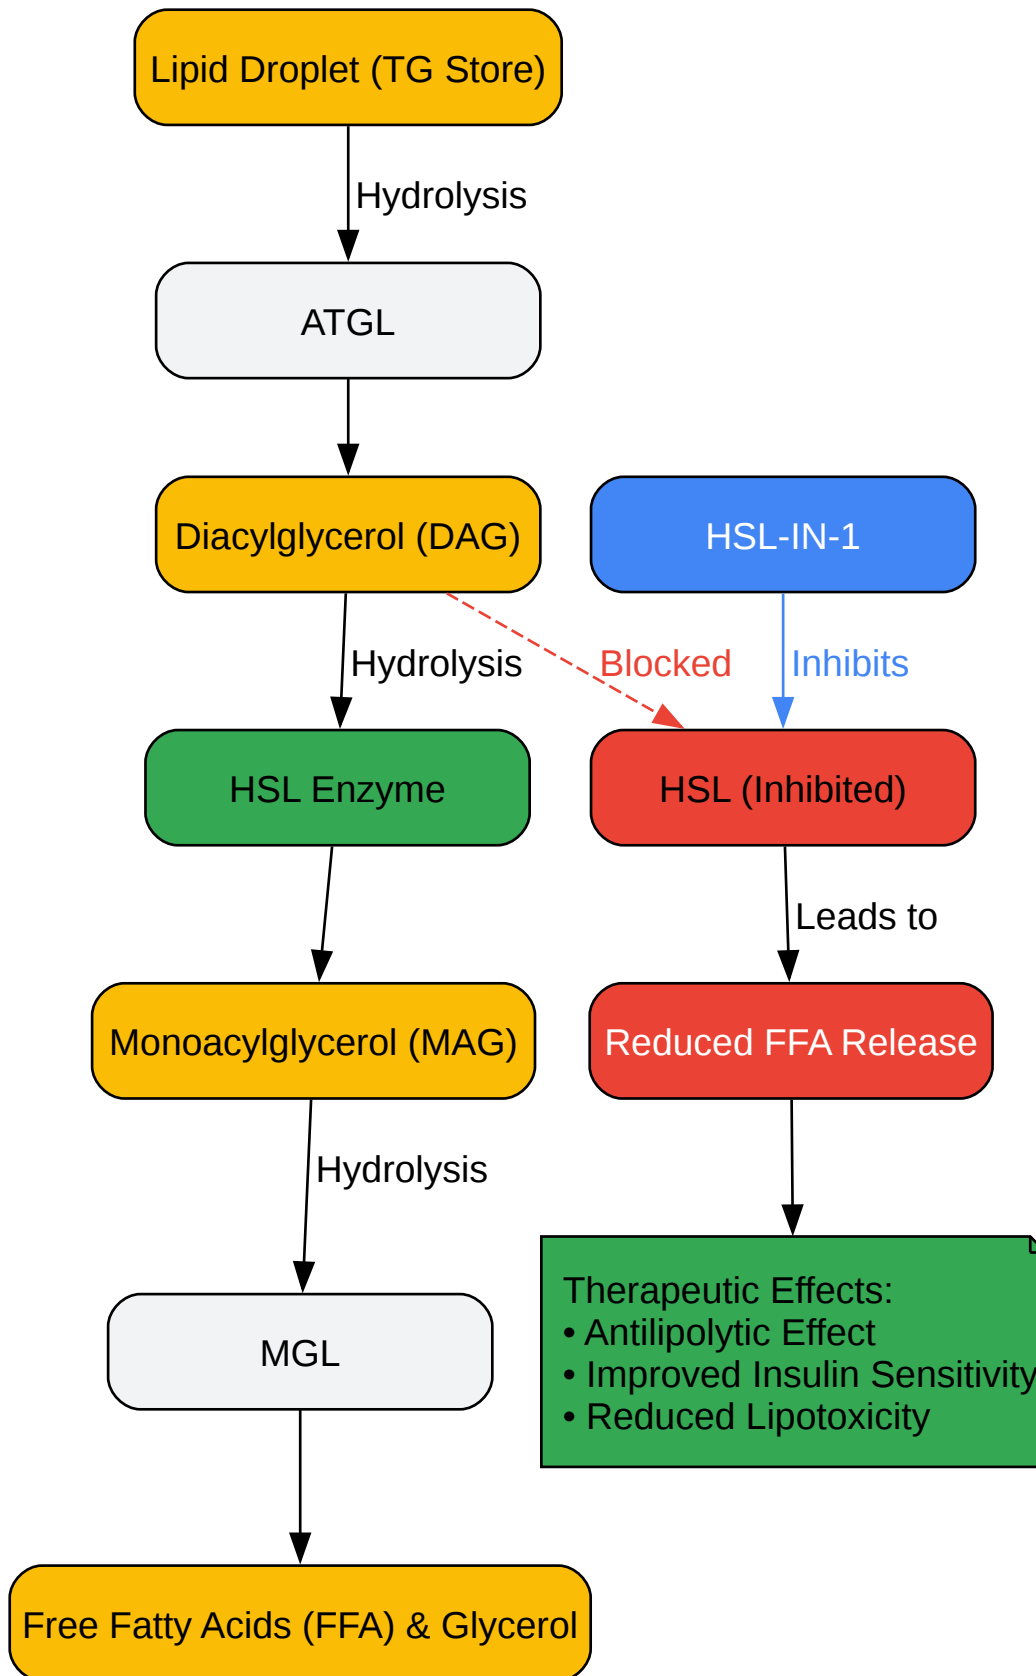 Lipid Droplet (TG Store)
Hydrolysis
ATGL
Diacylglycerol (DAG)
HSL-IN-1
Hydrolysis
Blocked
Inhibits
HSL Enzyme
HSL (Inhibited)
Leads to
Monoacylglycerol (MAG)
Reduced FFA Release
Hydrolysis
Therapeutic Effects:
• Antilipolytic Effect
• Improved Insulin Sensitivity
• Reduced Lipotoxicity
MGL
Free Fatty Acids (FFA) & Glycerol